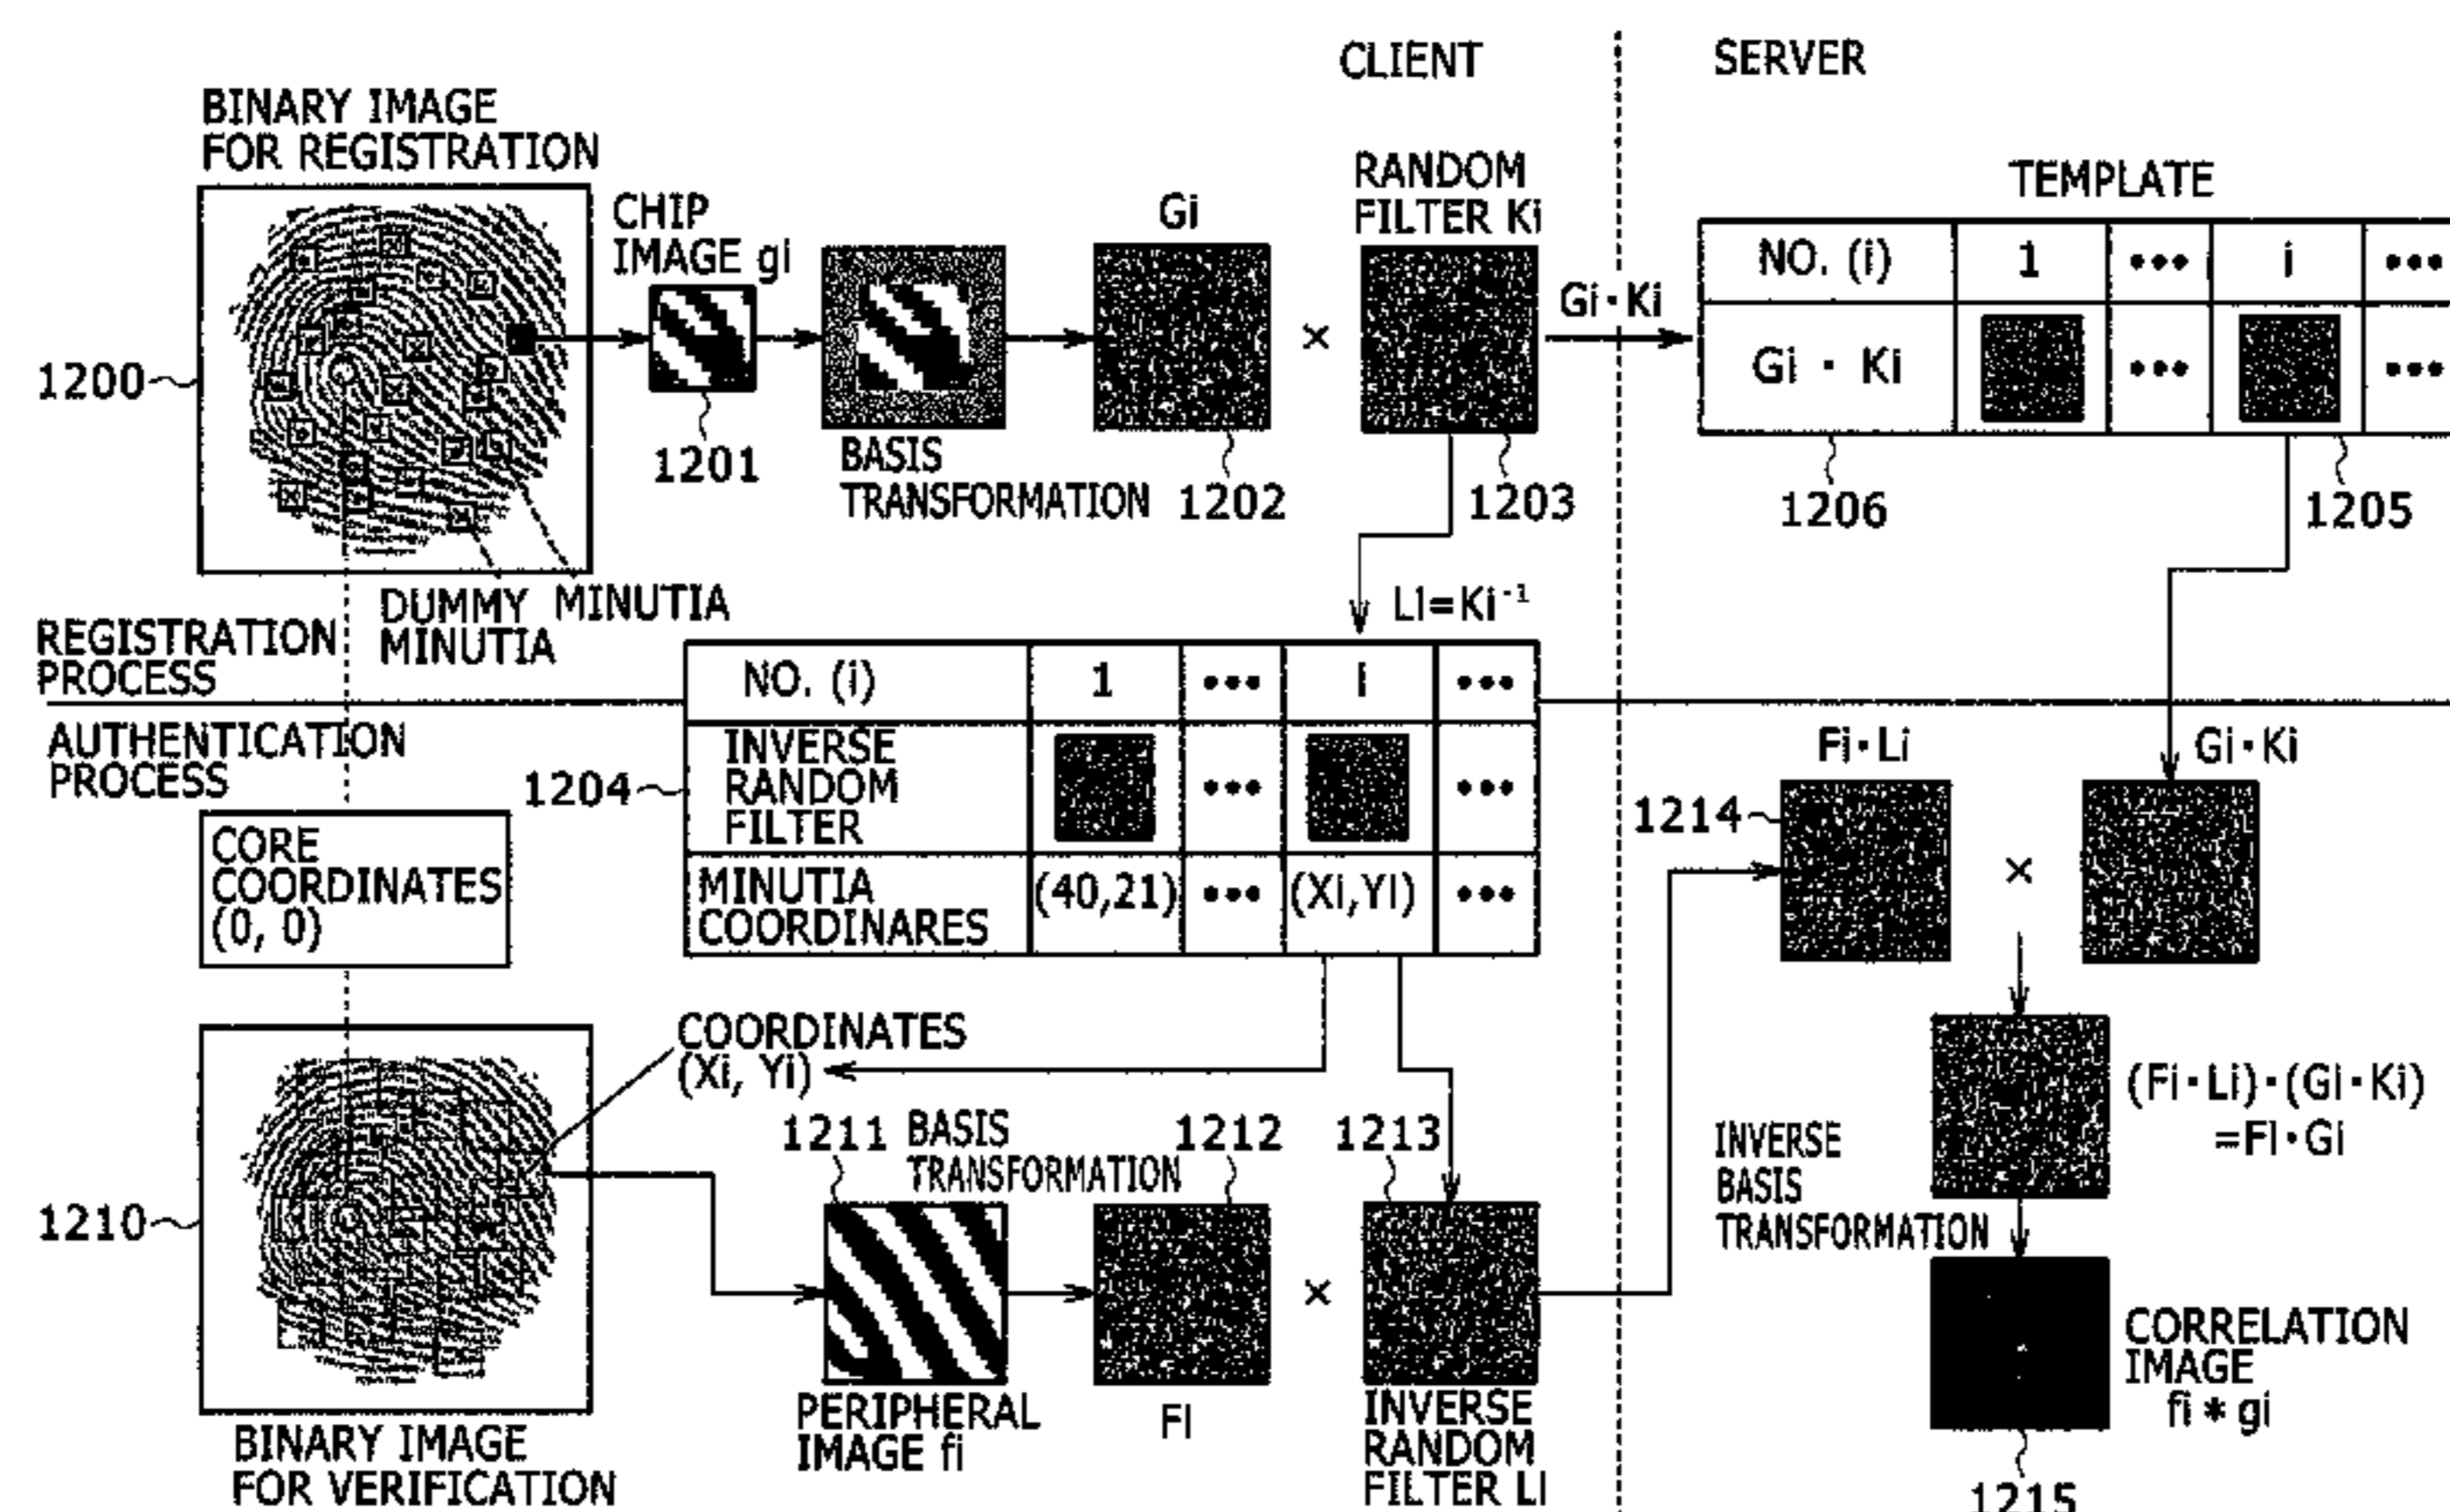 CLIENT
SERVER
BINARY IMAGE
FOR REGISTRATION
CHIP
IMAGE gi
Gi
RANDOM
FILTER Ki
Gi·Ki
TEMPLATE
NO. (i) 1 ••• i •••
Gi · Ki ••• •••
1200
1201
BASIS
TRANSFORMATION
1202
1203
1206
1205
DUMMY
MINUTIA
MINUTIA
Li=Ki⁻¹
REGISTRATION
PROCESS
AUTHENTICATION
PROCESS
NO. (i) 1 ••• i •••
INVERSE
RANDOM
FILTER
••• •••
MINUTIA
COORDINARES
(40,21) ••• (Xi,Yi) •••
1204
CORE
COORDINATES
(0, 0)
Fi·Li
Gi·Ki
1214
×
×
COORDINATES
(Xi, Yi)
1211
BASIS
TRANSFORMATION
1212
1213
(Fi·Li)·(Gi·Ki)
=Fi·Gi
INVERSE
BASIS
TRANSFORMATION
1210
×
BINARY IMAGE
FOR VERIFICATION
PERIPHERAL
IMAGE fi
Fi
INVERSE
RANDOM
FILTER Li
CORRELATION
IMAGE
fi * gi
1215